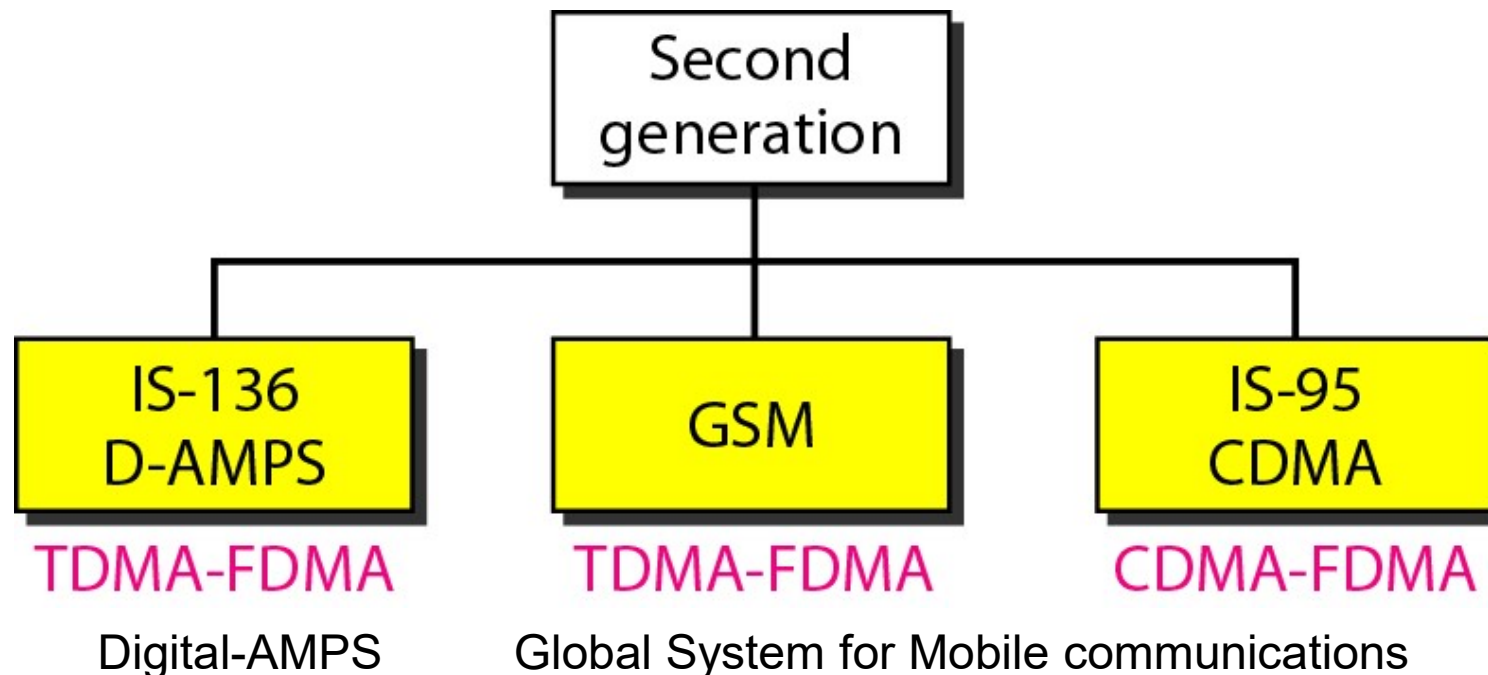 Second
generation
IS-136
D-AMPS
GSM
IS-95
CDMA
TDMA-FDMA
TDMA-FDMA
CDMA-FDMA
Digital-AMPS
Global System for Mobile communications